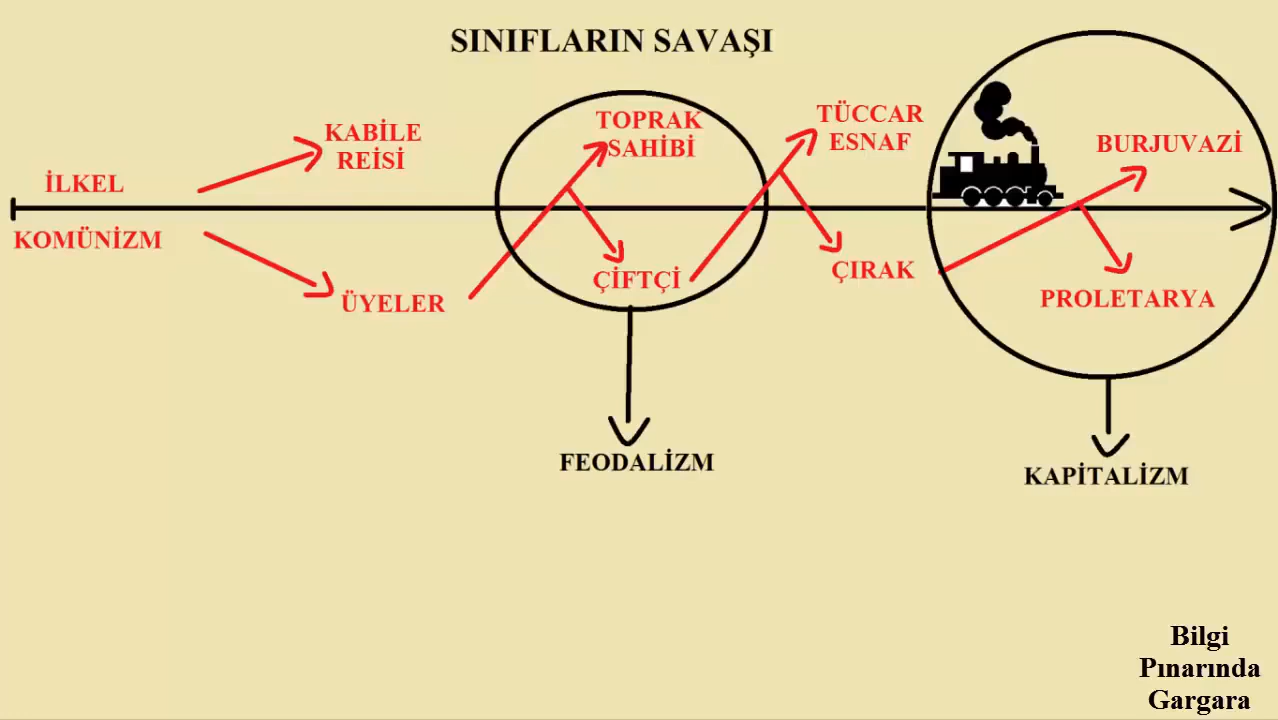 SINIFLARIN SAVAŞI
İLKEL
KOMÜNİZM
KABİLE
REİSİ
ÜYELER
TOPRAK
SAHİBİ
ÇİFTÇİ
TÜCCAR
ESNAF
ÇIRAK
BURJUVAZİ
PROLETARYA
FEODALİZM
KAPİTALİZM
Bilgi
Pınarında
Gargara